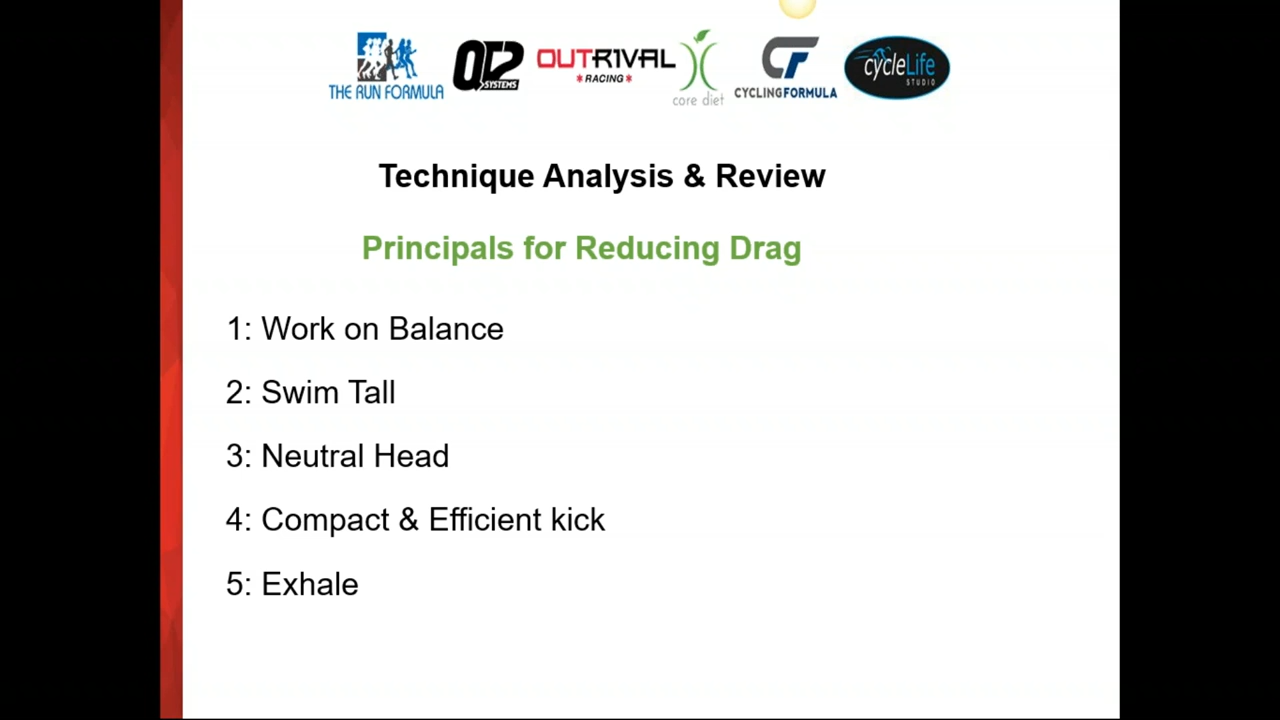 THE RUN FORMULA
QT2 SYSTEMS
OUTRIVAL RACING
core diet
CF CYCLINGFORMULA
cycleLife STUDIO
Technique Analysis & Review
Principals for Reducing Drag
1: Work on Balance
2: Swim Tall
3: Neutral Head
4: Compact & Efficient kick
5: Exhale